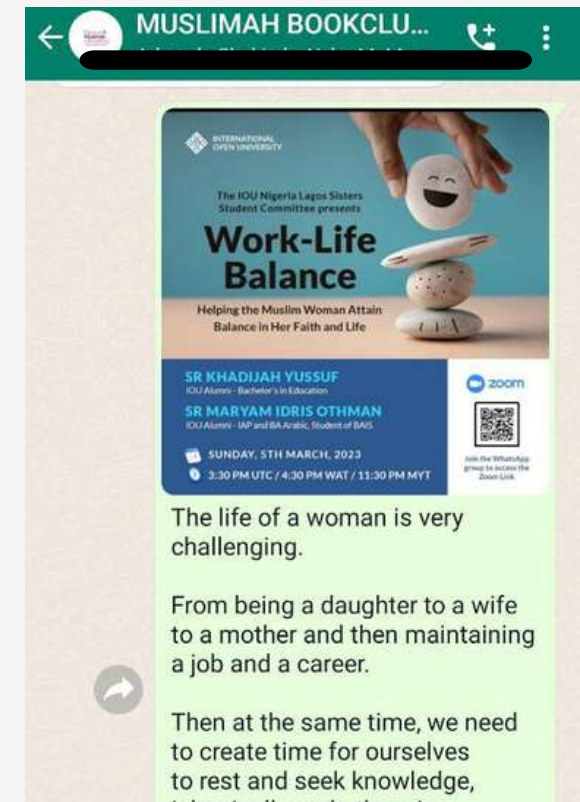 MUSLIMAH BOOKCLU...
INTERNATIONAL
OPEN UNIVERSITY
The IOU Nigeria Lagos Sisters
Student Committee presents
Work-Life
Balance
Helping the Muslim Woman Attain
Balance in Her Faith and Life
SR KHADIJAH YUSSUF
IOU Alumni - Bachelor's in Education
SR MARYAM IDRIS OTHMAN
IOU Alumni - IAP and BA Arabic, Student of BAIS
SUNDAY, 5TH MARCH, 2023
3:30 PM UTC / 4:30 PM WAT / 11:30 PM MYT
zoom
Join the WhatsApp
group to access the
Zoom Link
The life of a woman is very
challenging.
From being a daughter to a wife
to a mother and then maintaining
a job and a career.
Then at the same time, we need
to create time for ourselves
to rest and seek knowledge,